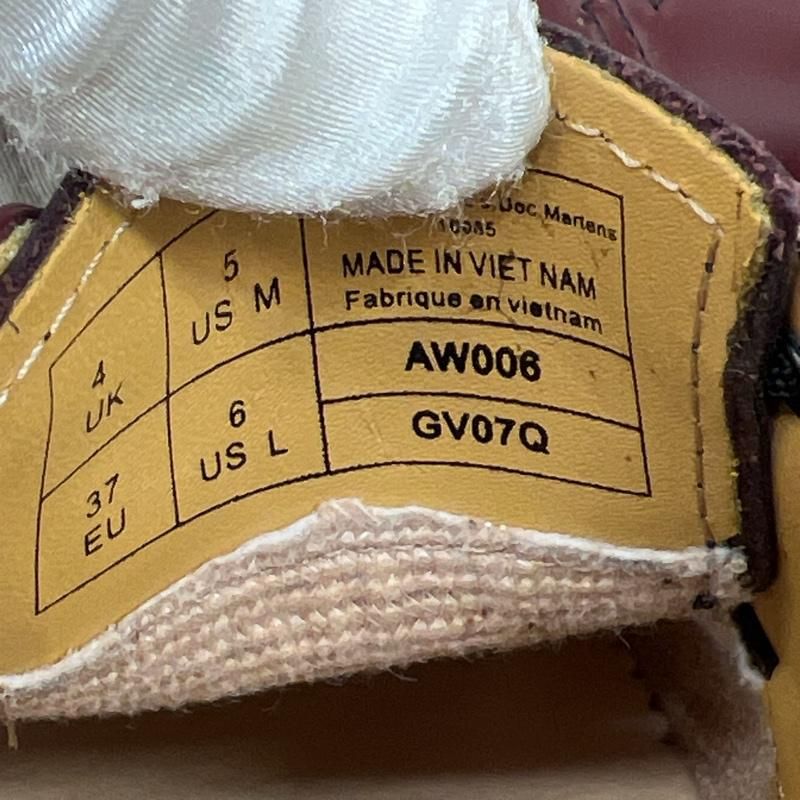 Doc Martens
10085
MADE IN VIET NAM
Fabrique en vietnam
AW006
GV07Q
5
US M
4
UK
6
US L
37
EU